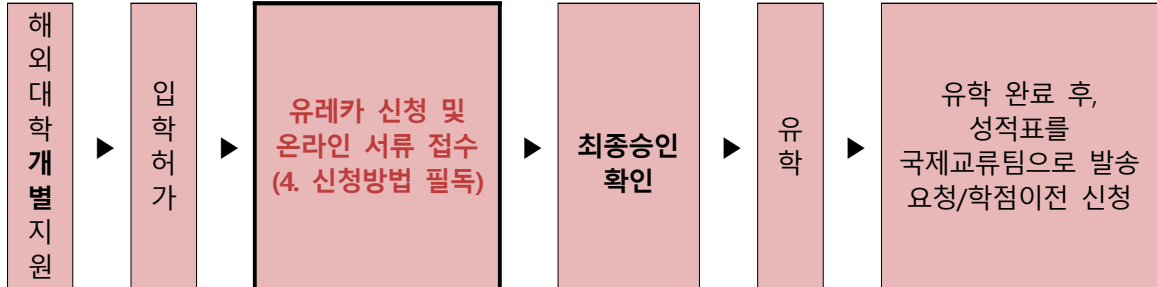 해외대학개별지원
▶
입학허가
▶
유레카 신청 및
온라인 서류 접수
(4. 신청방법 필독)
▶
최종승인
확인
▶
유학
▶
유학 완료 후,
성적표를
국제교류팀으로 발송
요청/학점이전 신청